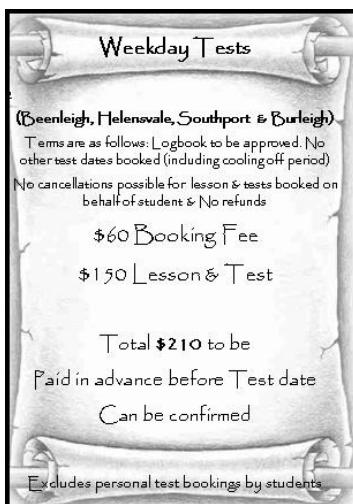 Weekday Tests
(Beenleigh, Helensvale, Southport & Burleigh)
Terms are as follows: Logbook to be approved. No
other test dates booked (including cooling off period)
No cancellations possible for lesson & tests booked on
behalf of student & No refunds
$60 Booking Fee
$150 Lesson & Test
Total $210 to be
Paid in advance before Test date
Can be confirmed
Excludes personal test bookings by students